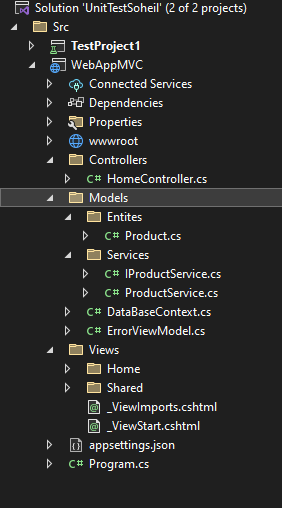 Solution 'UnitTestSoheil' (2 of 2 projects)
Src
TestProject1
WebAppMVC
Connected Services
Dependencies
Properties
wwwroot
Controllers
C# HomeController.cs
Models
Entites
C# Product.cs
Services
C# IProductService.cs
C# ProductService.cs
C# DataBaseContext.cs
C# ErrorViewModel.cs
Views
Home
Shared
_ViewImports.cshtml
_ViewStart.cshtml
appsettings.json
C# Program.cs